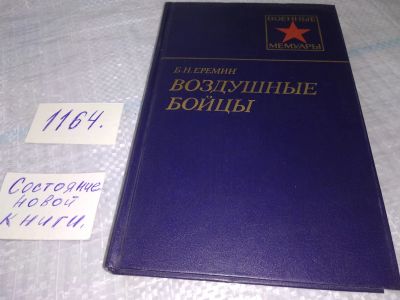 ВОЕННЫЕ
МЕМУАРЫ
Б.Н.ЕРЕМИН
ВОЗДУШНЫЕ
БОЙЦЫ
1164.
Состояние
новой
книги.